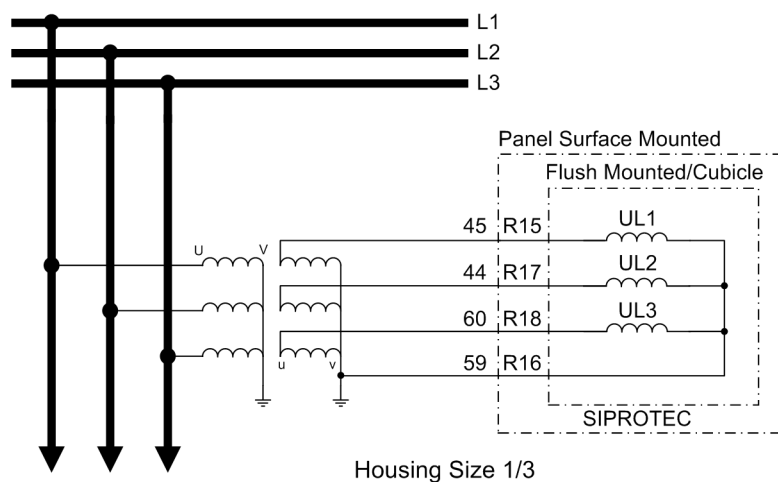 L1
L2
L3
Panel Surface Mounted
Flush Mounted/Cubicle
U V
45 R15 UL1
44 R17 UL2
60 R18 UL3
u v
59 R16
SIPROTEC
Housing Size 1/3